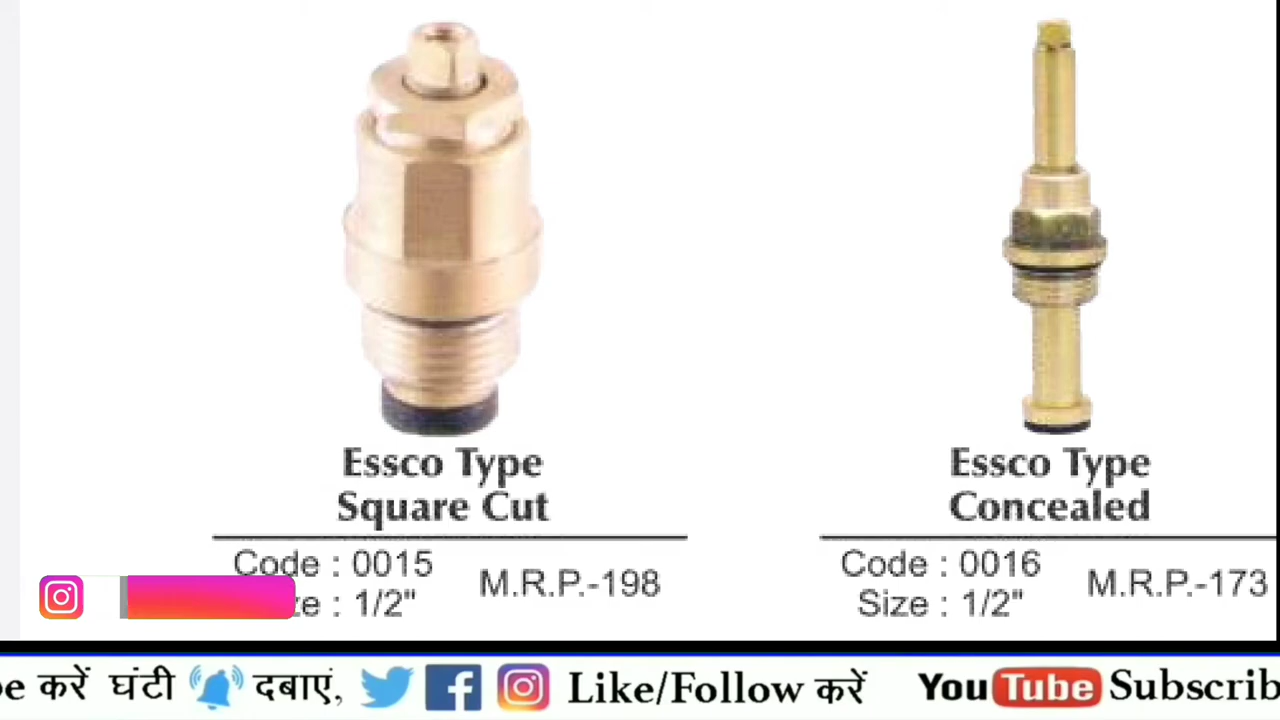 Essco Type
Square Cut
Code : 0015
M.R.P.-198
ze : 1/2"
Essco Type
Concealed
Code : 0016
M.R.P.-173
Size : 1/2"
be करें घंटी दबाएं, Like/Follow करें YouTube Subscrib